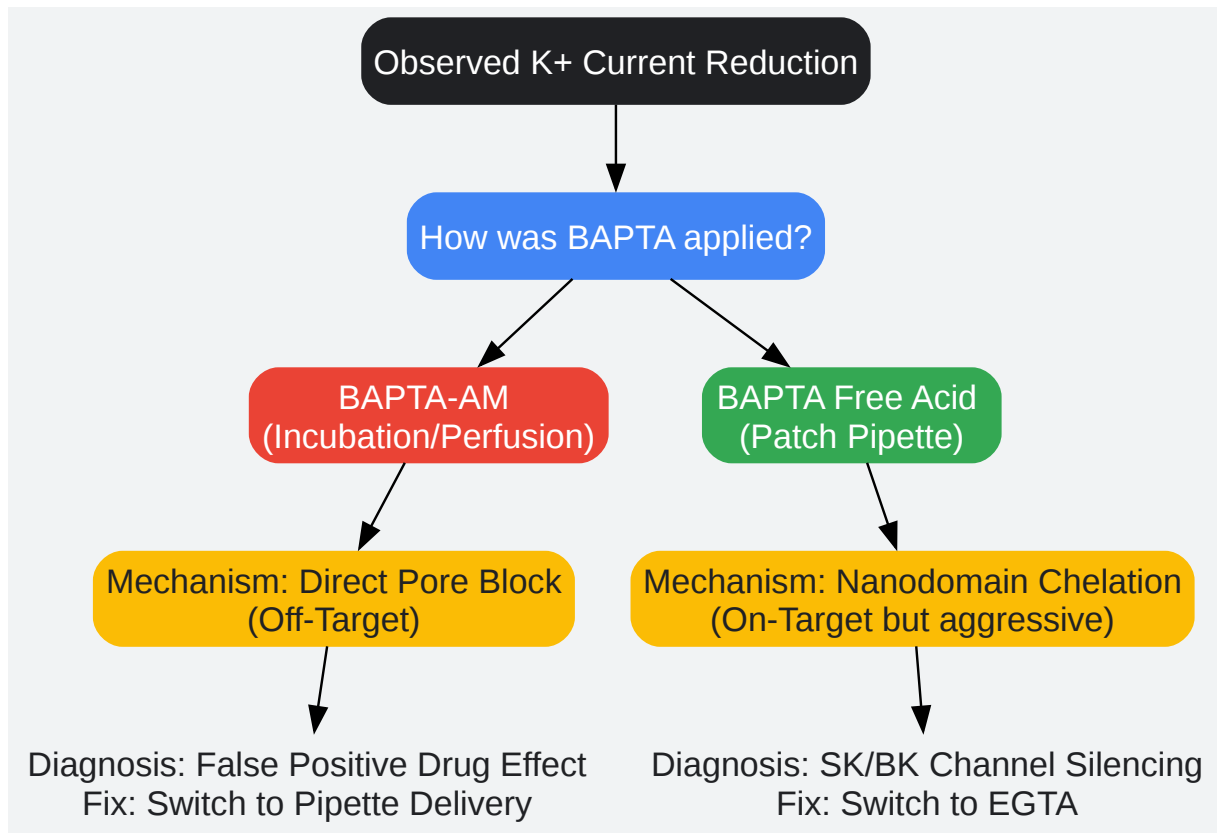 Observed K+ Current Reduction
How was BAPTA applied?
BAPTA-AM
(Incubation/Perfusion)
BAPTA Free Acid
(Patch Pipette)
Mechanism: Direct Pore Block
(Off-Target)
Mechanism: Nanodomain Chelation
(On-Target but aggressive)
Diagnosis: False Positive Drug Effect
Fix: Switch to Pipette Delivery
Diagnosis: SK/BK Channel Silencing
Fix: Switch to EGTA